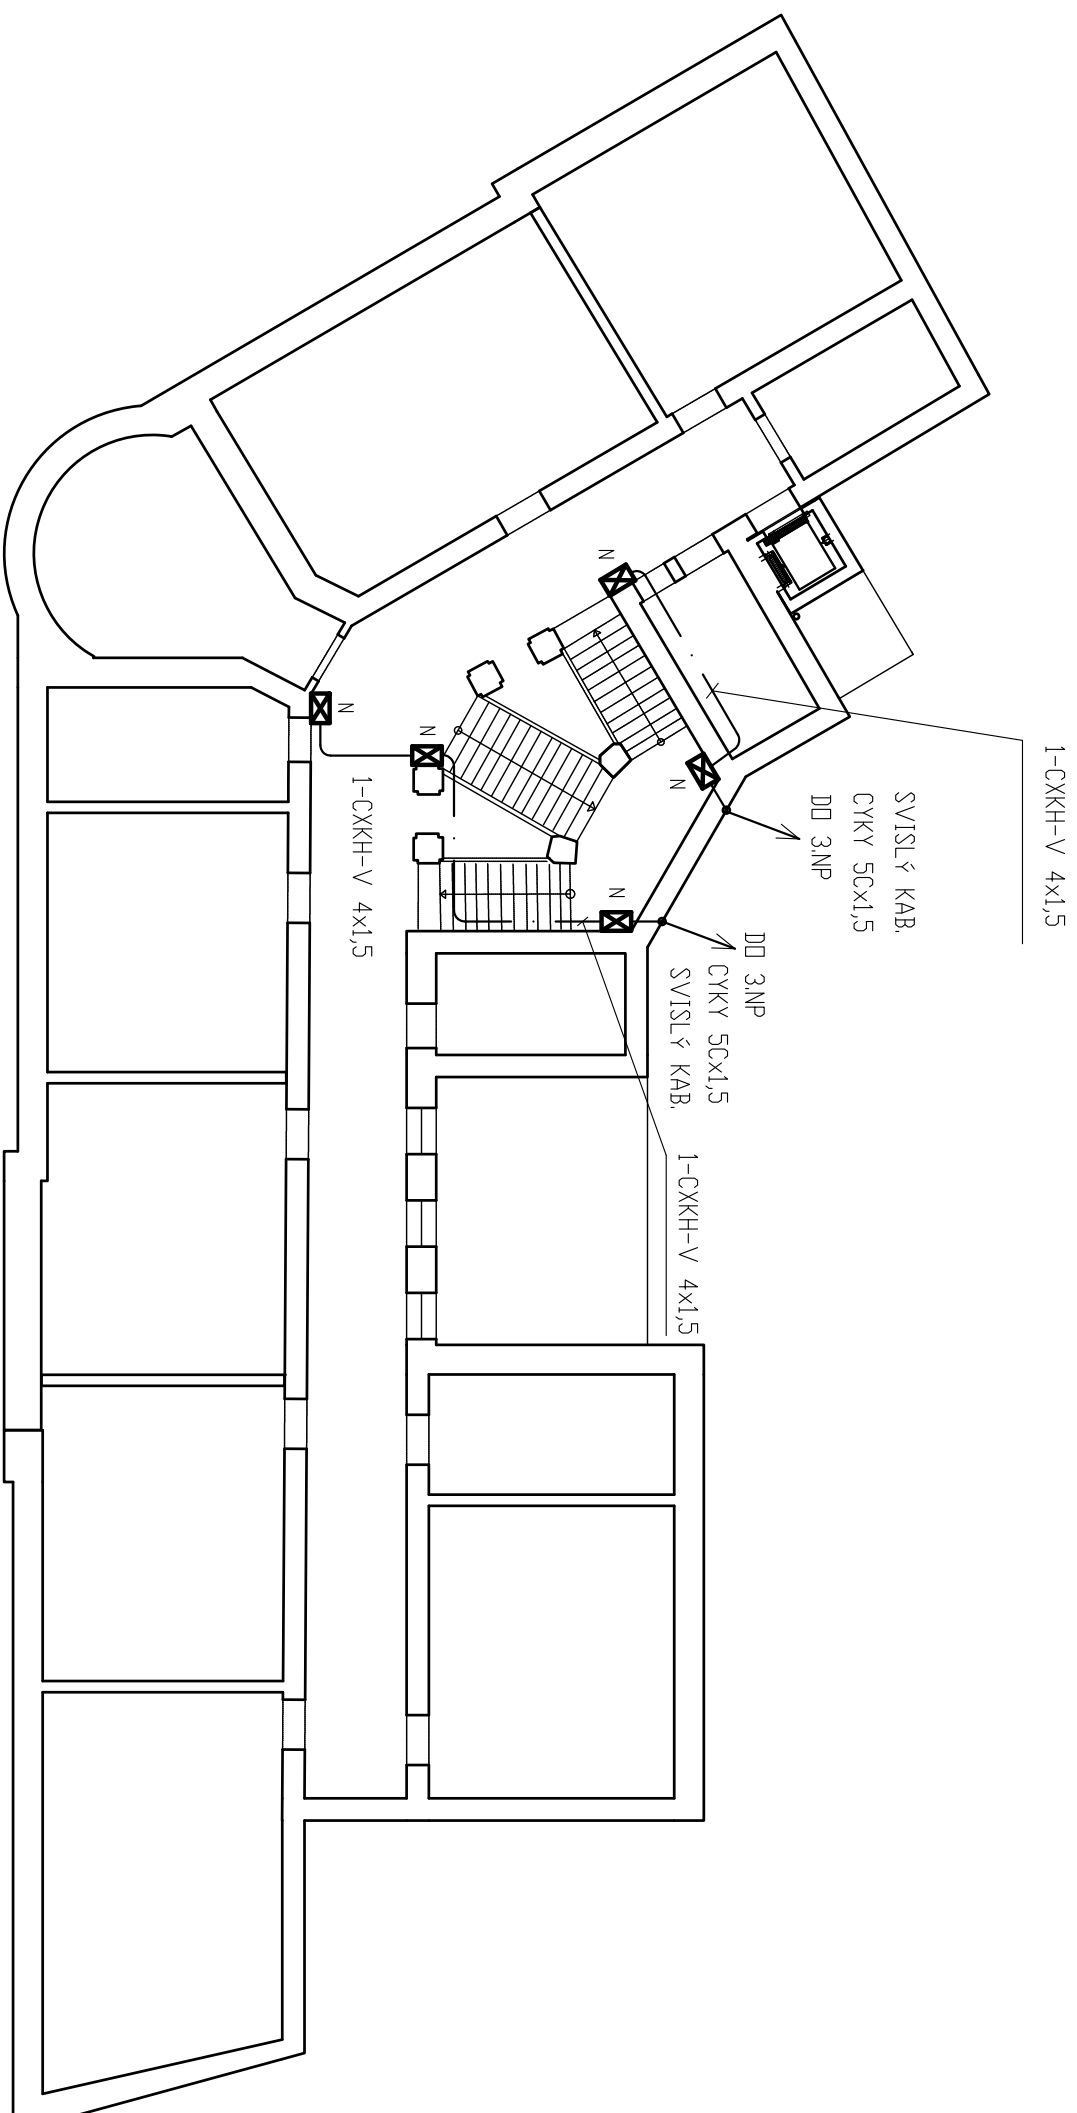 1-CXKH-V 4x1,5
SVISLÝ KAB.
CYKY 5Cx1,5
DO 3.NP
DO 3.NP
CYKY 5Cx1,5
SVISLÝ KAB.
1-CXKH-V 4x1,5
1-CXKH-V 4x1,5
N
N
N
N
N